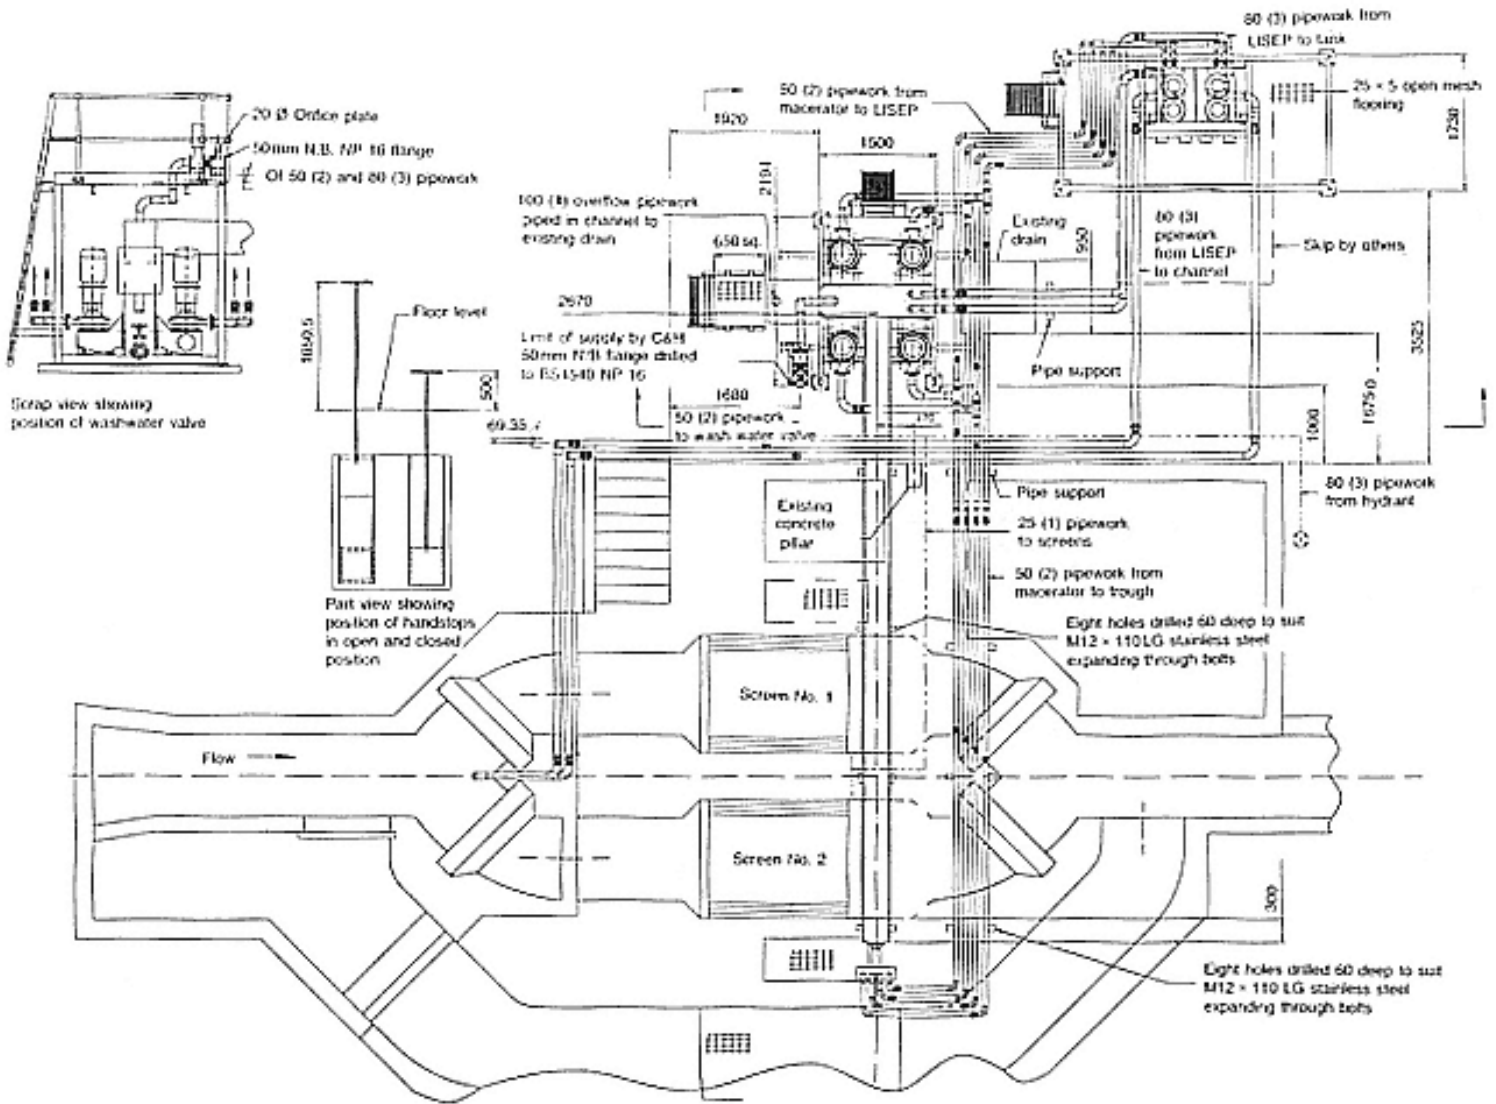 20 Ø Orifice plate
50mm N.B. NP 16 flange
Of 50 (2) and 80 (3) pipework
Scrap view showing
position of washwater valve
1050.5
Floor level
500
Part view showing
position of handstops
in open and closed
position
50 (2) pipework from
macerator to LISEP
1920
1500
2191
100 (4) overflow pipework
piped in channel to
existing drain
650 sq.
2670
Limit of supply by
50mm N.B flange drilled
to BS4540 NP 16
1680
50 (2) pipework
to wash water valve
170
69.35
80 (3) pipework from
LISEP to tank
25 × 5 open mesh
flooring
1730
Existing
drain
950
80 (3)
pipework
from LISEP
to channel
Skip by others
3525
Pipe support
1675.0
1000
80 (3) pipework
from hydrant
Existing
concrete
pillar
Pipe support
25 (1) pipework
to screens
50 (2) pipework from
macerator to trough
Eight holes drilled 60 deep to suit
M12 × 110LG stainless steel
expanding through bolts
Screen No. 1
Flow
Screen No. 2
300
Eight holes drilled 60 deep to suit
M12 × 110 LG stainless steel
expanding through bolts